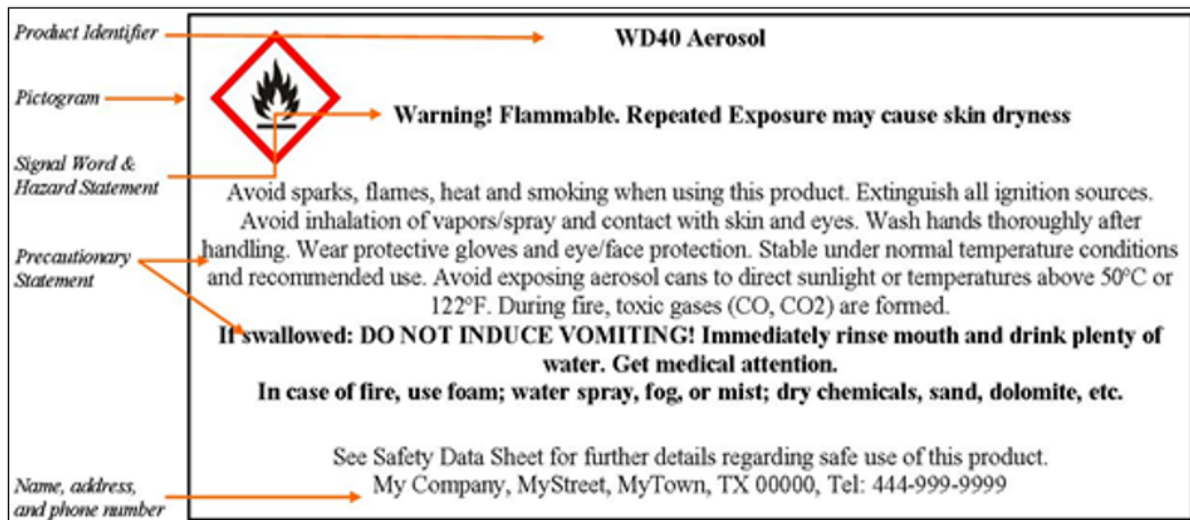 Product Identifier
WD40 Aerosol
Pictogram
Warning! Flammable. Repeated Exposure may cause skin dryness
Signal Word &
Hazard Statement
Avoid sparks, flames, heat and smoking when using this product. Extinguish all ignition sources.
Avoid inhalation of vapors/spray and contact with skin and eyes. Wash hands thoroughly after
handling. Wear protective gloves and eye/face protection. Stable under normal temperature conditions
and recommended use. Avoid exposing aerosol cans to direct sunlight or temperatures above 50°C or
122°F. During fire, toxic gases (CO, CO2) are formed.
Precautionary
Statement
If swallowed: DO NOT INDUCE VOMITING! Immediately rinse mouth and drink plenty of
water. Get medical attention.
In case of fire, use foam; water spray, fog, or mist; dry chemicals, sand, dolomite, etc.
See Safety Data Sheet for further details regarding safe use of this product.
My Company, MyStreet, MyTown, TX 00000, Tel: 444-999-9999
Name, address,
and phone number